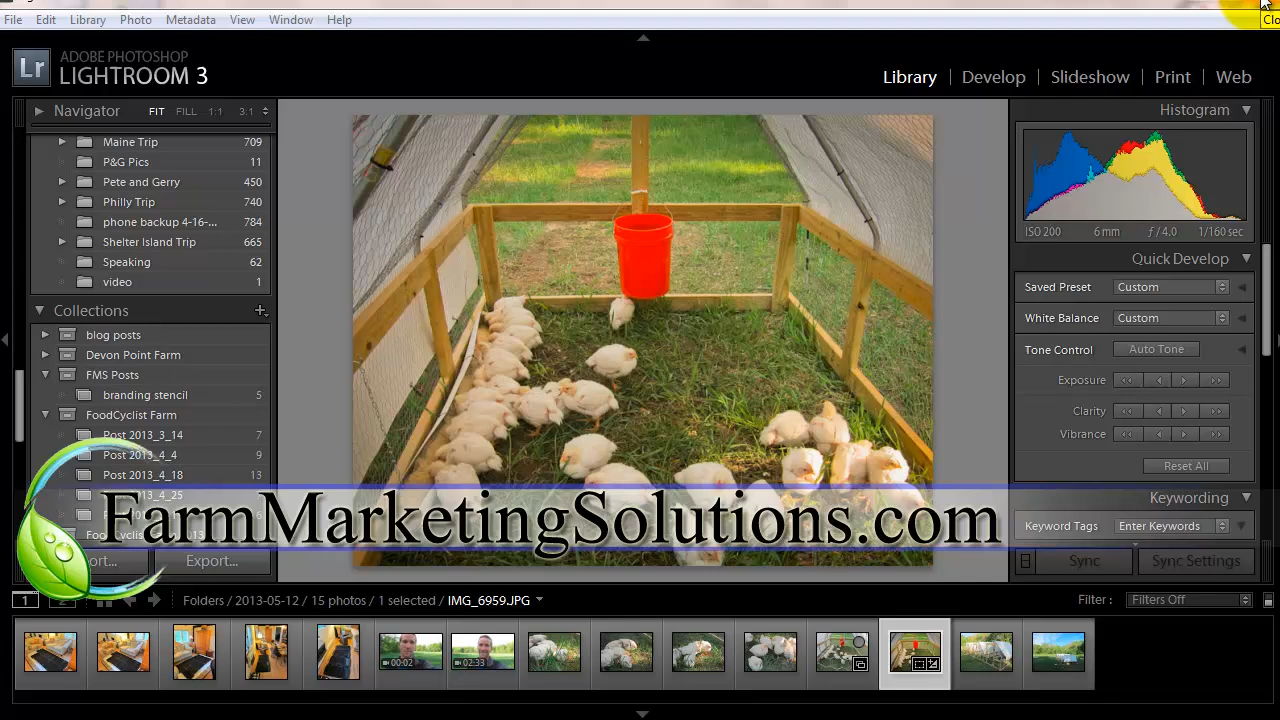 File Edit Library Photo Metadata View Window Help
Clo
Lr
ADOBE PHOTOSHOP
LIGHTROOM 3
Library | Develop | Slideshow | Print | Web
Navigator FIT FILL 1:1 3:1
Maine Trip 709
P&G Pics 11
Pete and Gerry 450
Philly Trip 740
phone backup 4-16-... 784
Shelter Island Trip 665
Speaking 62
video 1
Collections
blog posts
Devon Point Farm
FMS Posts
branding stencil 5
FoodCyclist Farm
Post 2013_3_14 7
Post 2013_4_4 9
Post 2013_4_18 13
2013_4_25
Export...
Histogram
ISO 200 6 mm ƒ / 4.0 1/160 sec
Quick Develop
Saved Preset Custom
White Balance Custom
Tone Control Auto Tone
Exposure
Clarity
Vibrance
Reset All
Keywording
Keyword Tags Enter Keywords
Sync Sync Settings
FarmMarketingSolutions.com
1 2 Folders / 2013-05-12 / 15 photos / 1 selected / IMG_6959.JPG
Filter : Filters Off
00:02
02:33